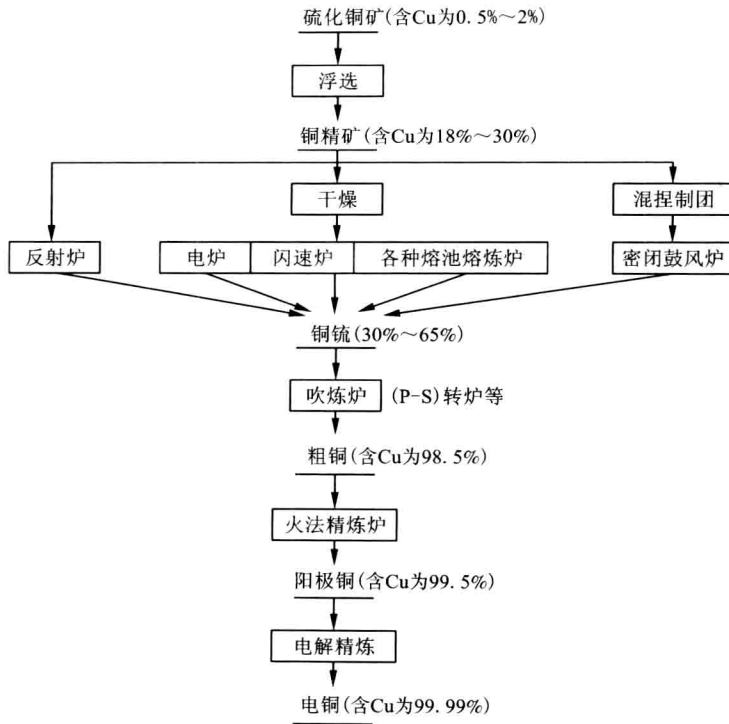 硫化铜矿(含Cu为0.5%～2%)
浮选
铜精矿(含Cu为18%～30%)
干燥
混捏制团
反射炉
电炉
闪速炉
各种熔池熔炼炉
密闭鼓风炉
铜锍(30%～65%)
吹炼炉 (P-S)转炉等
粗铜(含Cu为98.5%)
火法精炼炉
阳极铜(含Cu为99.5%)
电解精炼
电铜(含Cu为99.99%)